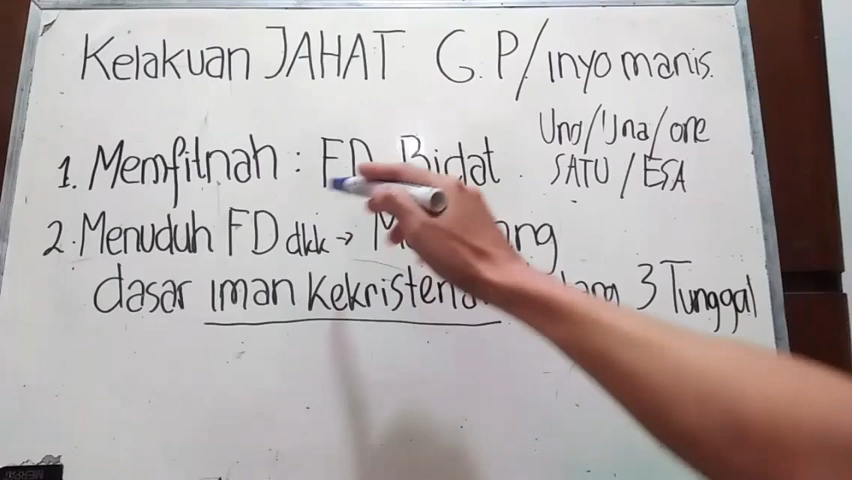 Kelakuan JAHAT G.P/inyo manis.
Uno/Una/one
1. Memfitnah : FD Bidat.
SATU / ESA
2. Menuduh FD dkk →
dasar iman Kekristenan 3 Tunggal